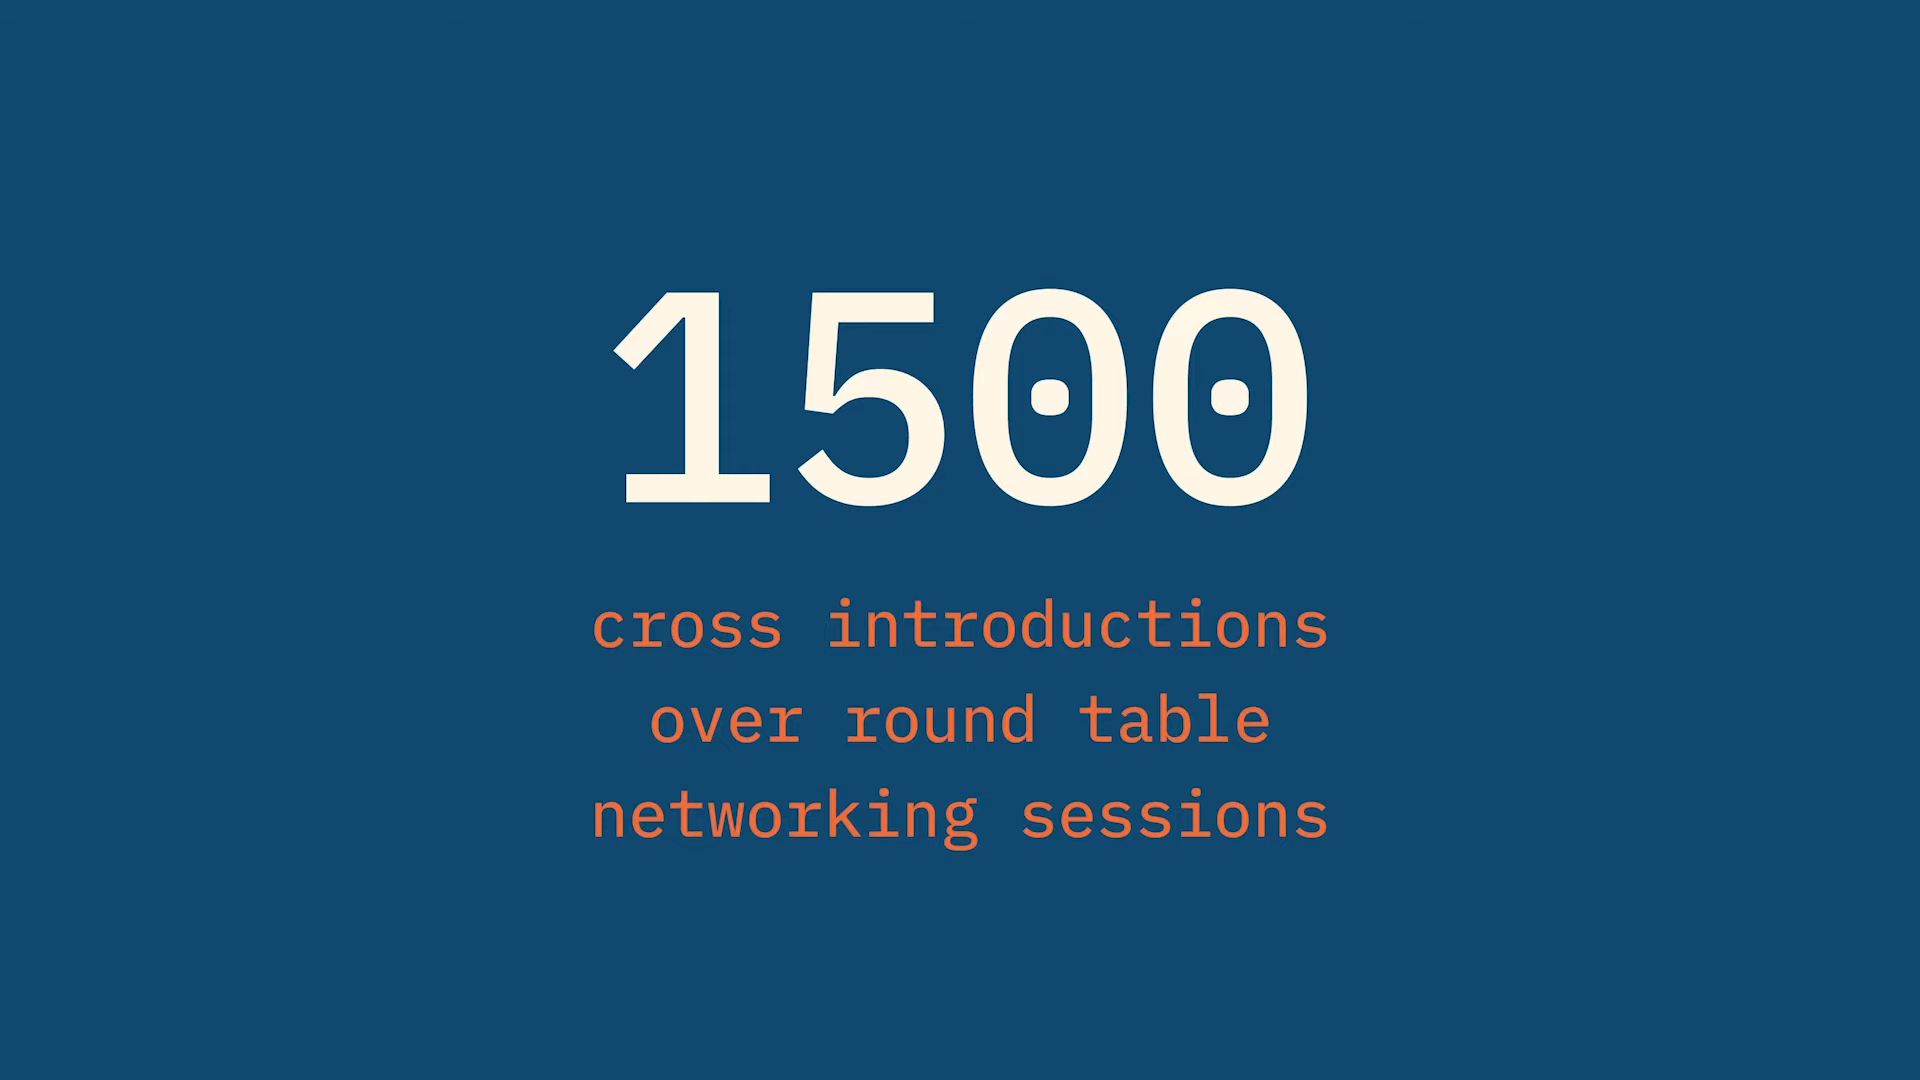 1500
cross introductions
over round table
networking sessions